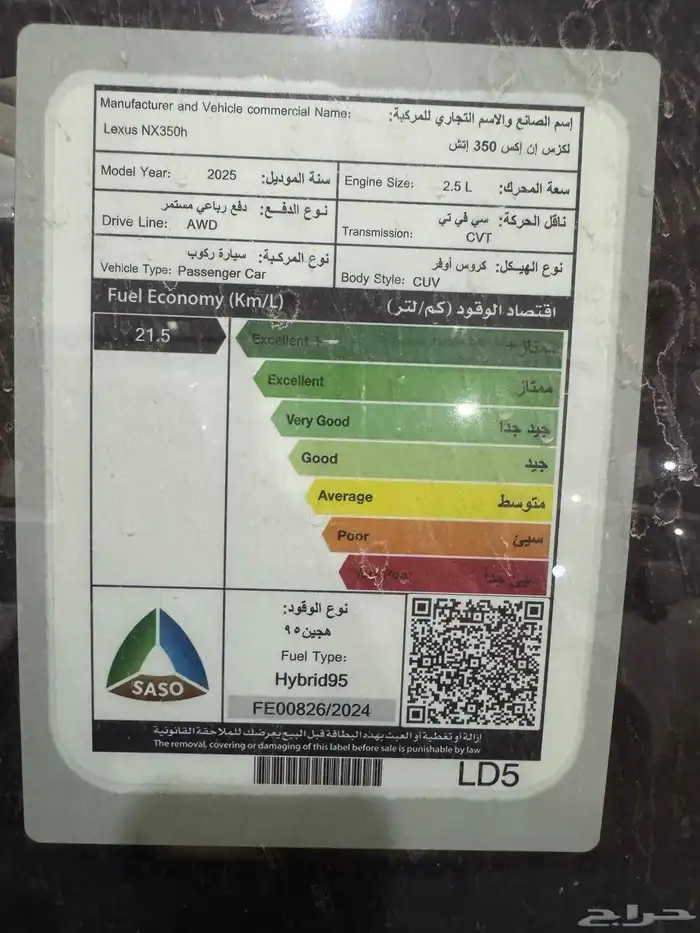 Manufacturer and Vehicle commercial Name:
إسم الصانع والاسم التجاري للمركبة:
Lexus NX350h
لكزس إن إكس 350 إتش
Model Year: 2025 سنة الموديل:
Engine Size: 2.5 L سعة المحرك:
نوع الدفع: دفع رباعي مستمر
Drive Line: AWD
ناقل الحركة: سي في تي
Transmission: CVT
نوع المركبة: سيارة ركوب
Vehicle Type: Passenger Car
نوع الهيكل: كروس أوفر
Body Style: CUV
Fuel Economy (Km/L) اقتصاد الوقود (كم/لتر)
21.5
Excellent + ممتاز +
Excellent ممتاز
Very Good جيد جدا
Good جيد
Average متوسط
Poor سيئ
جدا
SASO
نوع الوقود:
هجين ٩٥
Fuel Type:
Hybrid95
FE00826/2024
إزالة أو تغطية أو العبث بهذه البطاقة قبل البيع يعرضك للملاحقة القانونية
The removal, covering or damaging of this label before sale is punishable by law
LD5
حراج